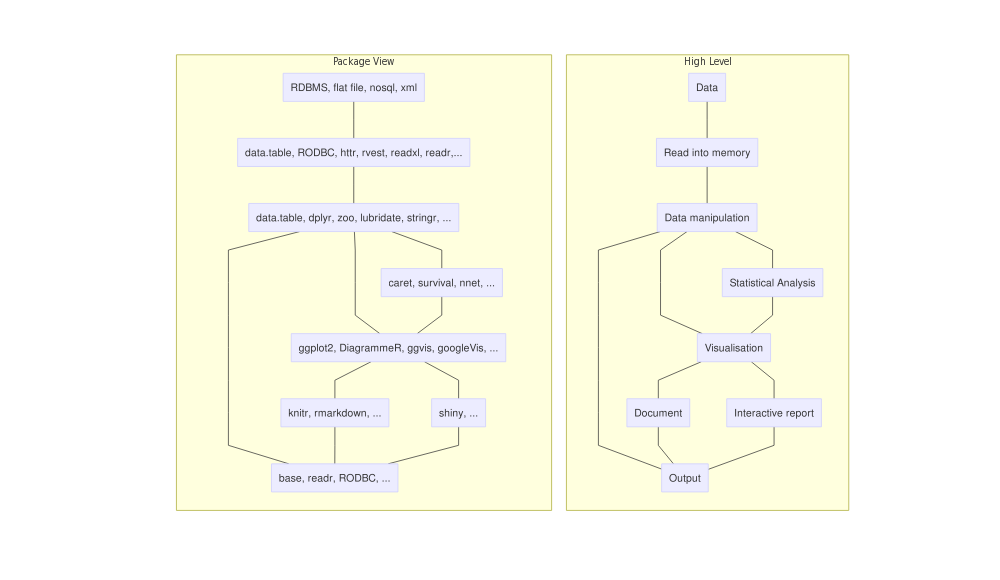 Package View
RDBMS, flat file, nosql, xml
data.table, RODBC, httr, rvest, readxl, readr,...
data.table, dplyr, zoo, lubridate, stringr, ...
caret, survival, nnet, ...
ggplot2, DiagrammeR, ggvis, googleVis, ...
knitr, rmarkdown, ...
shiny, ...
base, readr, RODBC, ...
High Level
Data
Read into memory
Data manipulation
Statistical Analysis
Visualisation
Document
Interactive report
Output